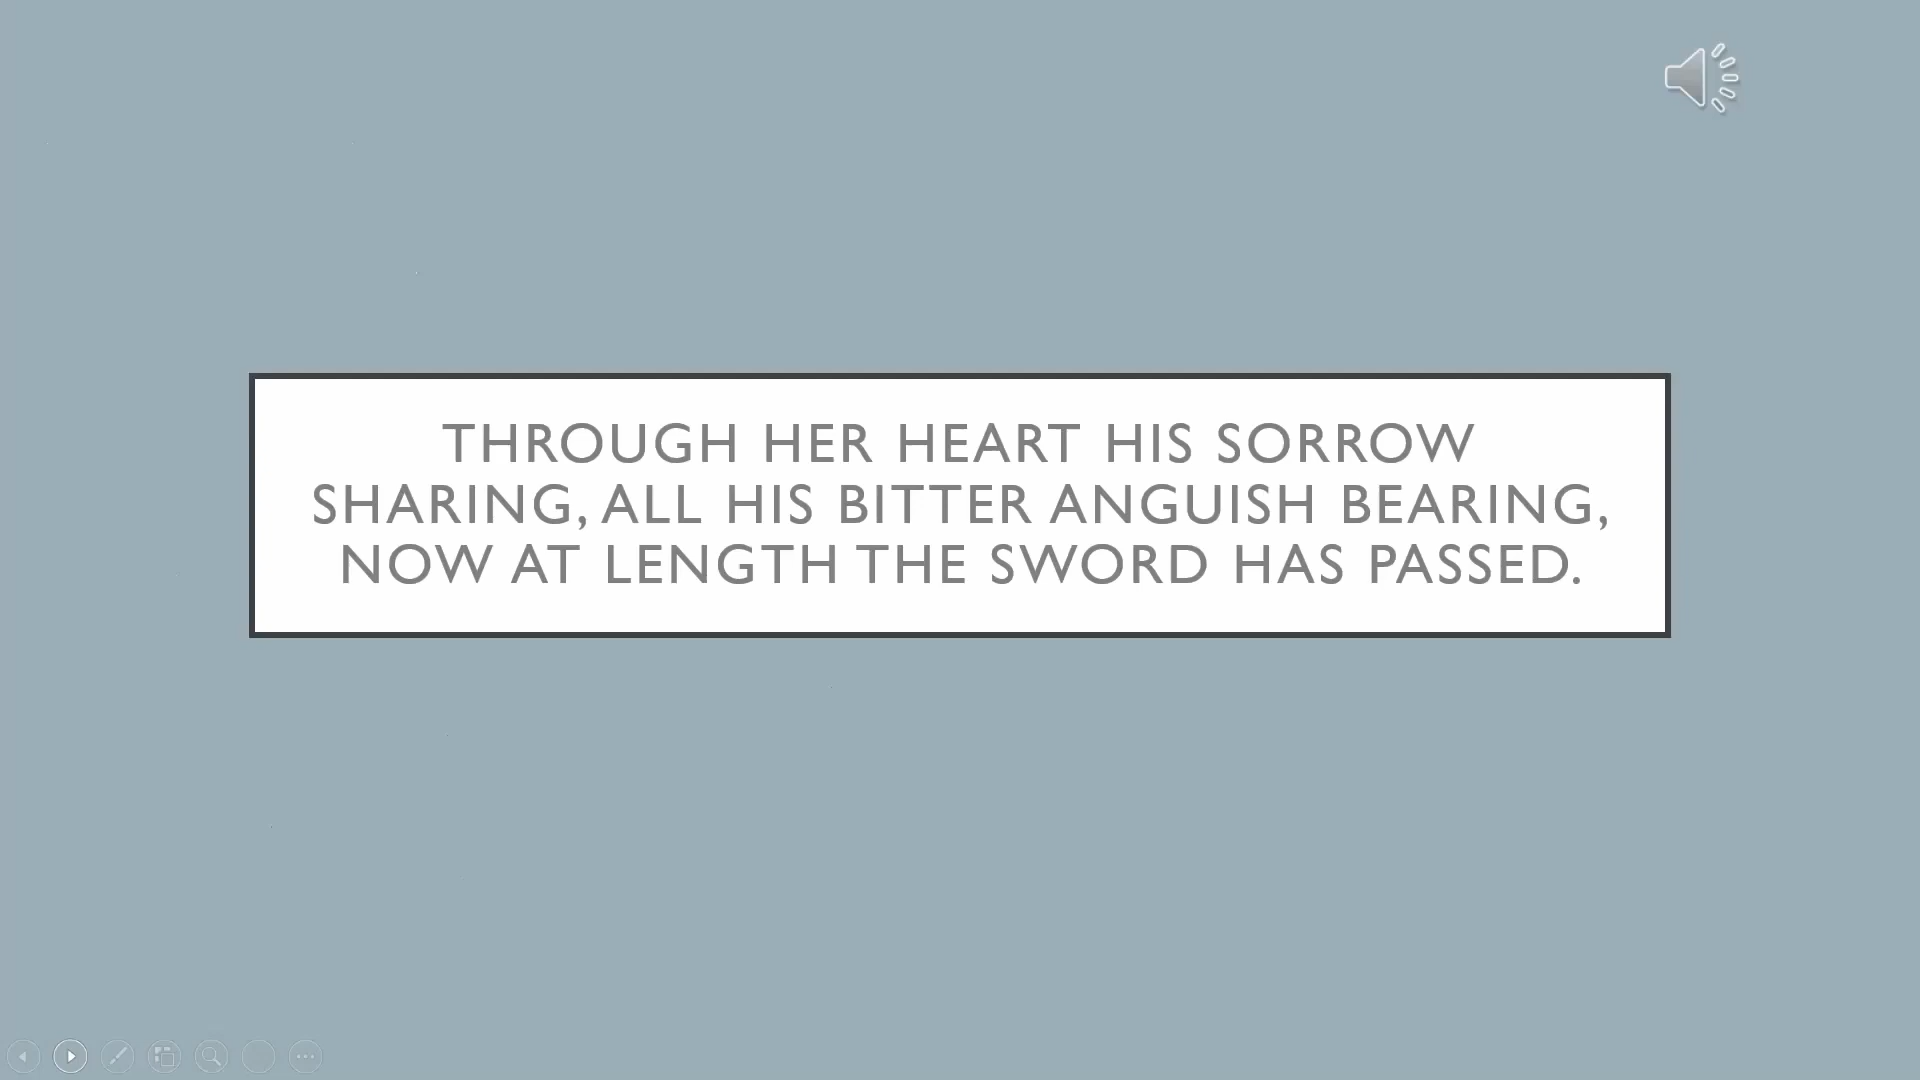 THROUGH HER HEART HIS SORROW
SHARING, ALL HIS BITTER ANGUISH BEARING,
NOW AT LENGTH THE SWORD HAS PASSED.